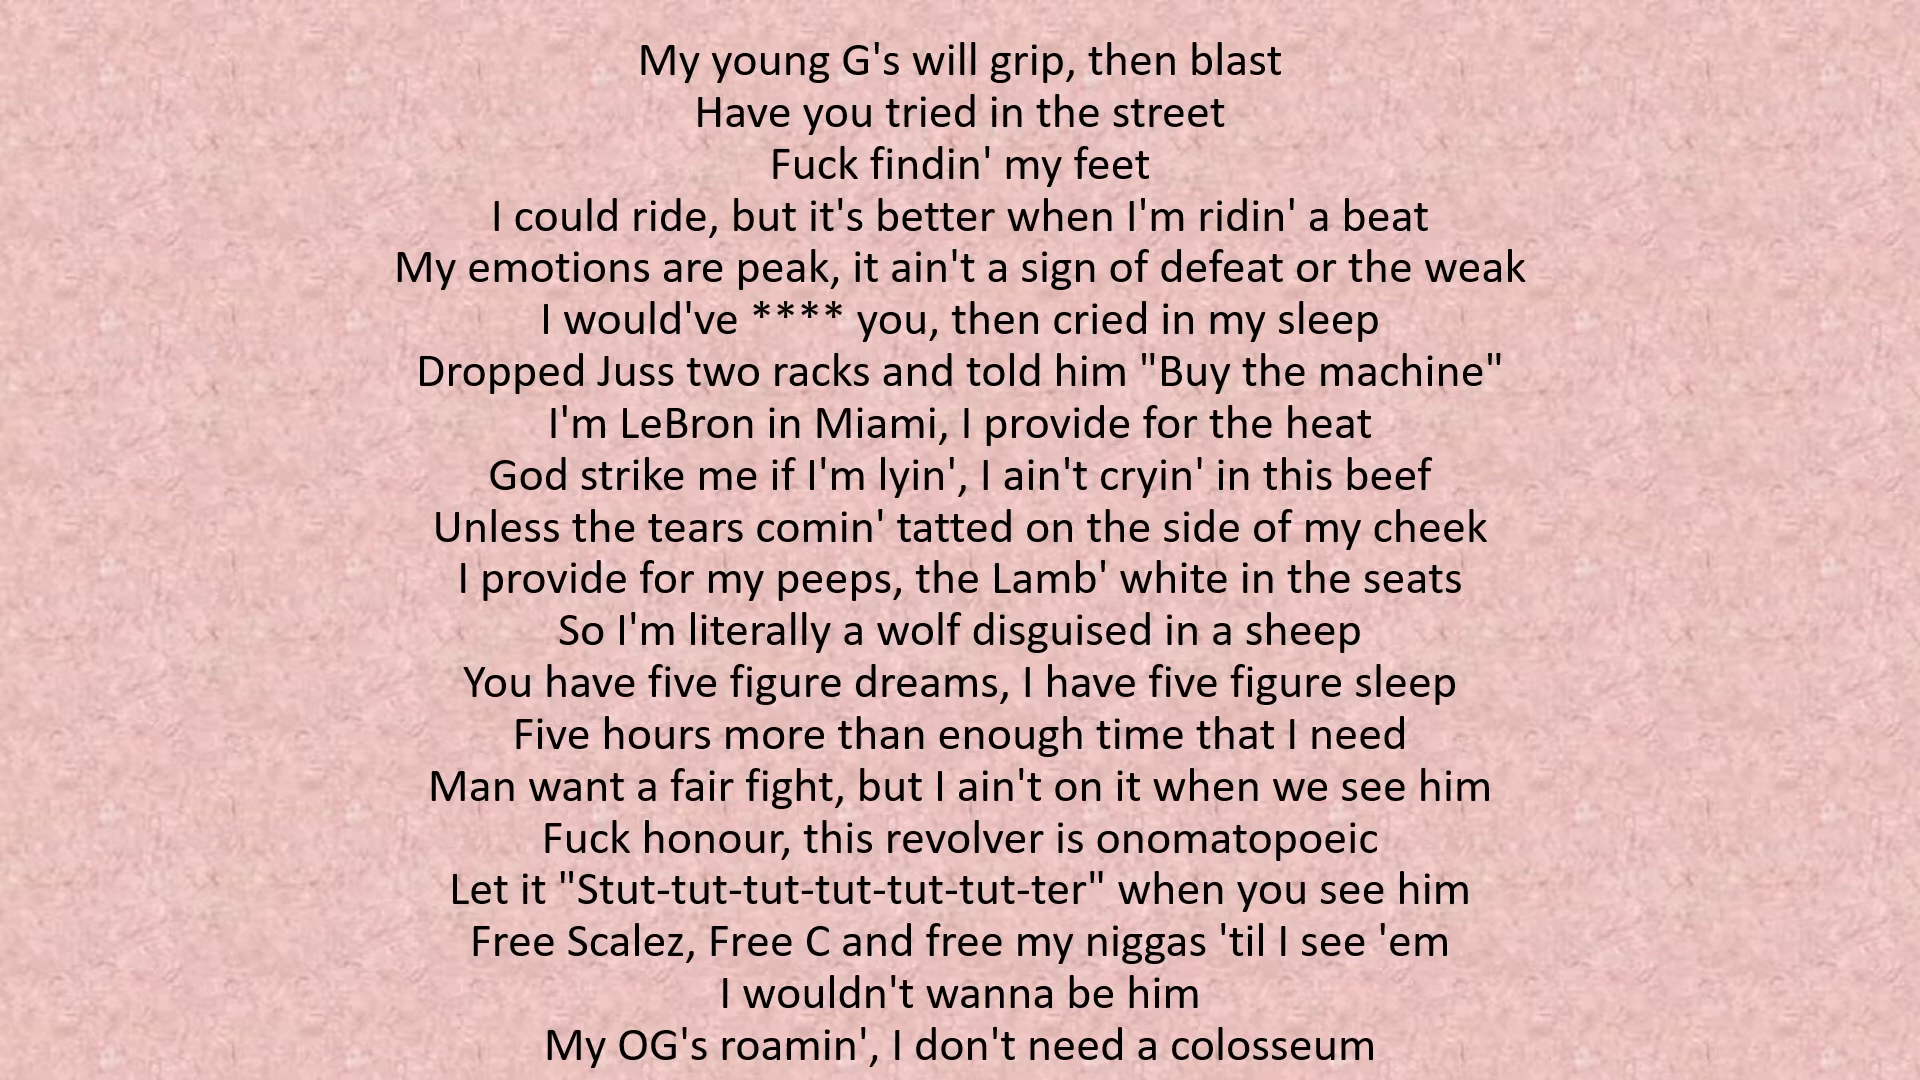 My young G's will grip, then blast
Have you tried in the street
Fuck findin' my feet
I could ride, but it's better when I'm ridin' a beat
My emotions are peak, it ain't a sign of defeat or the weak
I would've **** you, then cried in my sleep
Dropped Juss two racks and told him "Buy the machine"
I'm LeBron in Miami, I provide for the heat
God strike me if I'm lyin', I ain't cryin' in this beef
Unless the tears comin' tatted on the side of my cheek
I provide for my peeps, the Lamb' white in the seats
So I'm literally a wolf disguised in a sheep
You have five figure dreams, I have five figure sleep
Five hours more than enough time that I need
Man want a fair fight, but I ain't on it when we see him
Fuck honour, this revolver is onomatopoeic
Let it "Stut-tut-tut-tut-tut-tut-ter" when you see him
Free Scalez, Free C and free my niggas 'til I see 'em
I wouldn't wanna be him
My OG's roamin', I don't need a colosseum